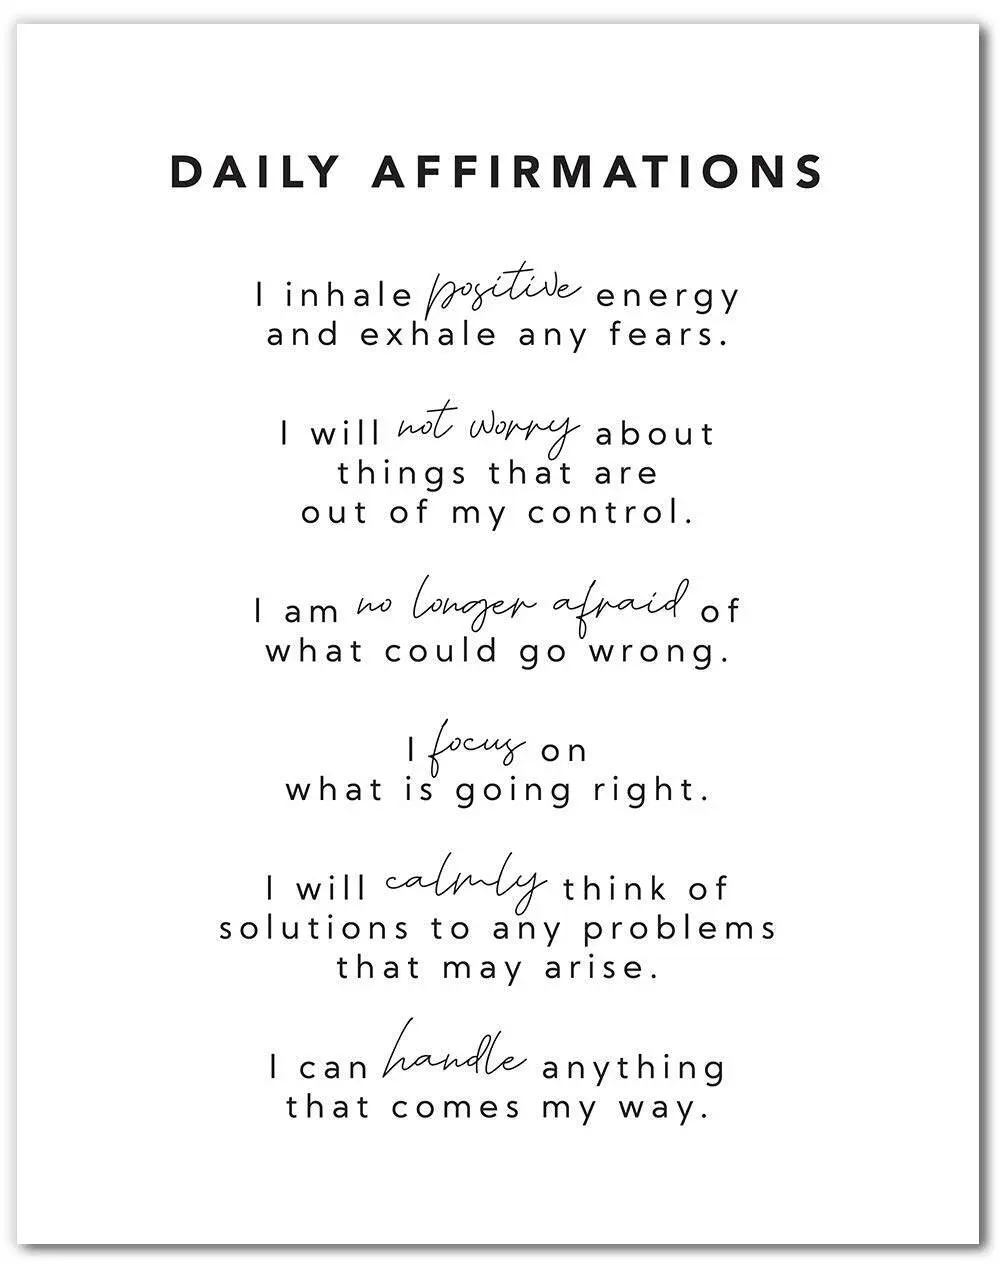 DAILY AFFIRMATIONS
I inhale positive energy
and exhale any fears.
I will not worry about
things that are
out of my control.
I am no longer afraid of
what could go wrong.
I focus on
what is going right.
I will calmly think of
solutions to any problems
that may arise.
I can handle anything
that comes my way.